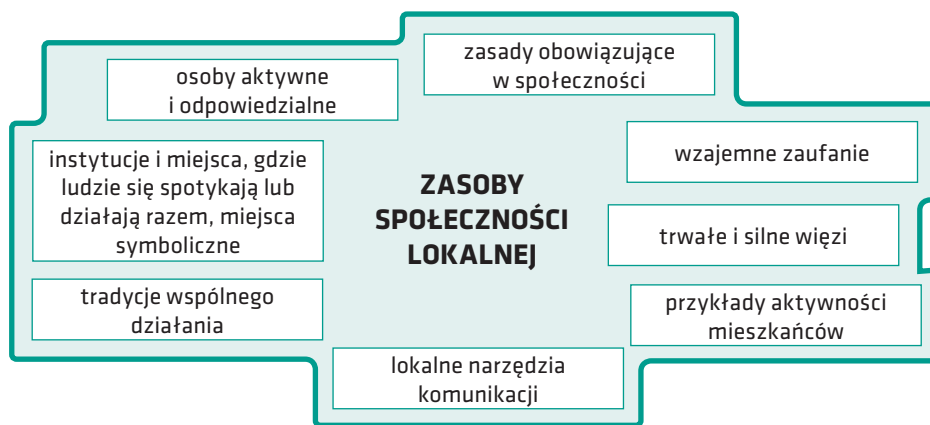 zasady obowiązujące
w społeczności
osoby aktywne
i odpowiedzialne
wzajemne zaufanie
instytucje i miejsca, gdzie
ludzie się spotykają lub
działają razem, miejsca
symboliczne
ZASOBY
SPOŁECZNOŚCI
LOKALNEJ
trwałe i silne więzi
tradycje wspólnego
działania
przykłady aktywności
mieszkańców
lokalne narzędzia
komunikacji